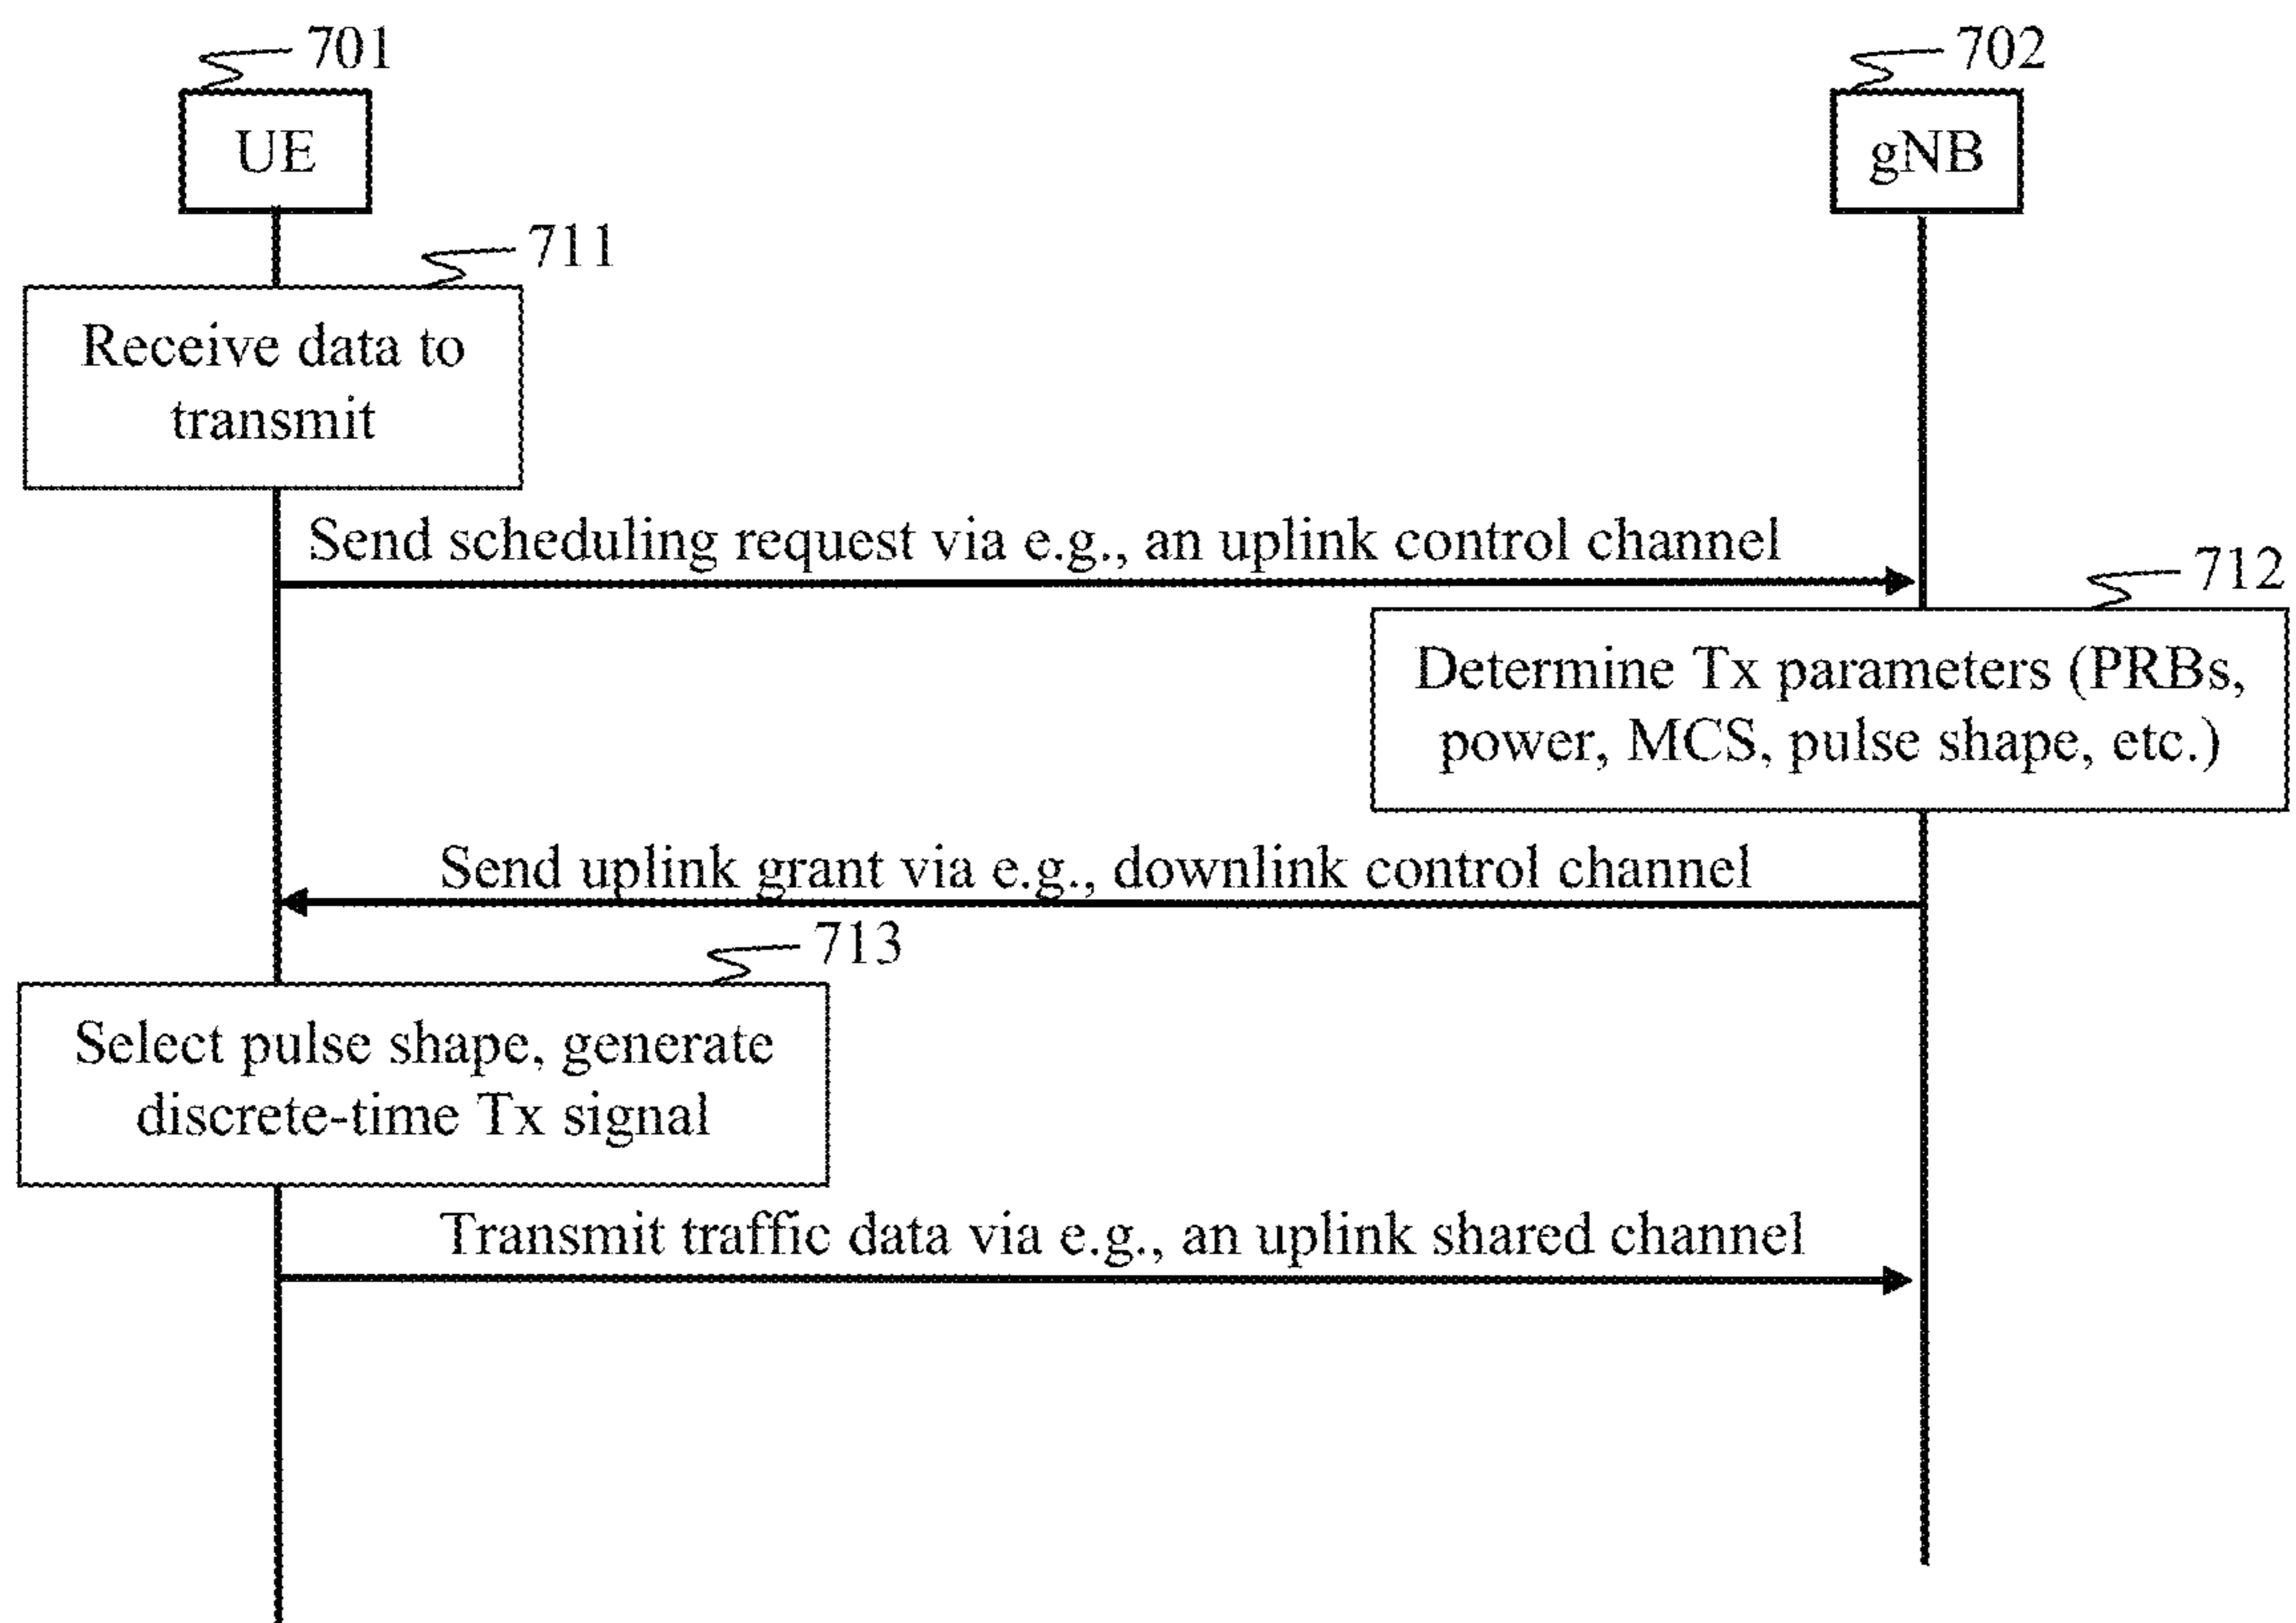 701
702
UE
gNB
711
Receive data to
transmit
Send scheduling request via e.g., an uplink control channel
712
Determine Tx parameters (PRBs,
power, MCS, pulse shape, etc.)
Send uplink grant via e.g., downlink control channel
713
Select pulse shape, generate
discrete-time Tx signal
Transmit traffic data via e.g., an uplink shared channel